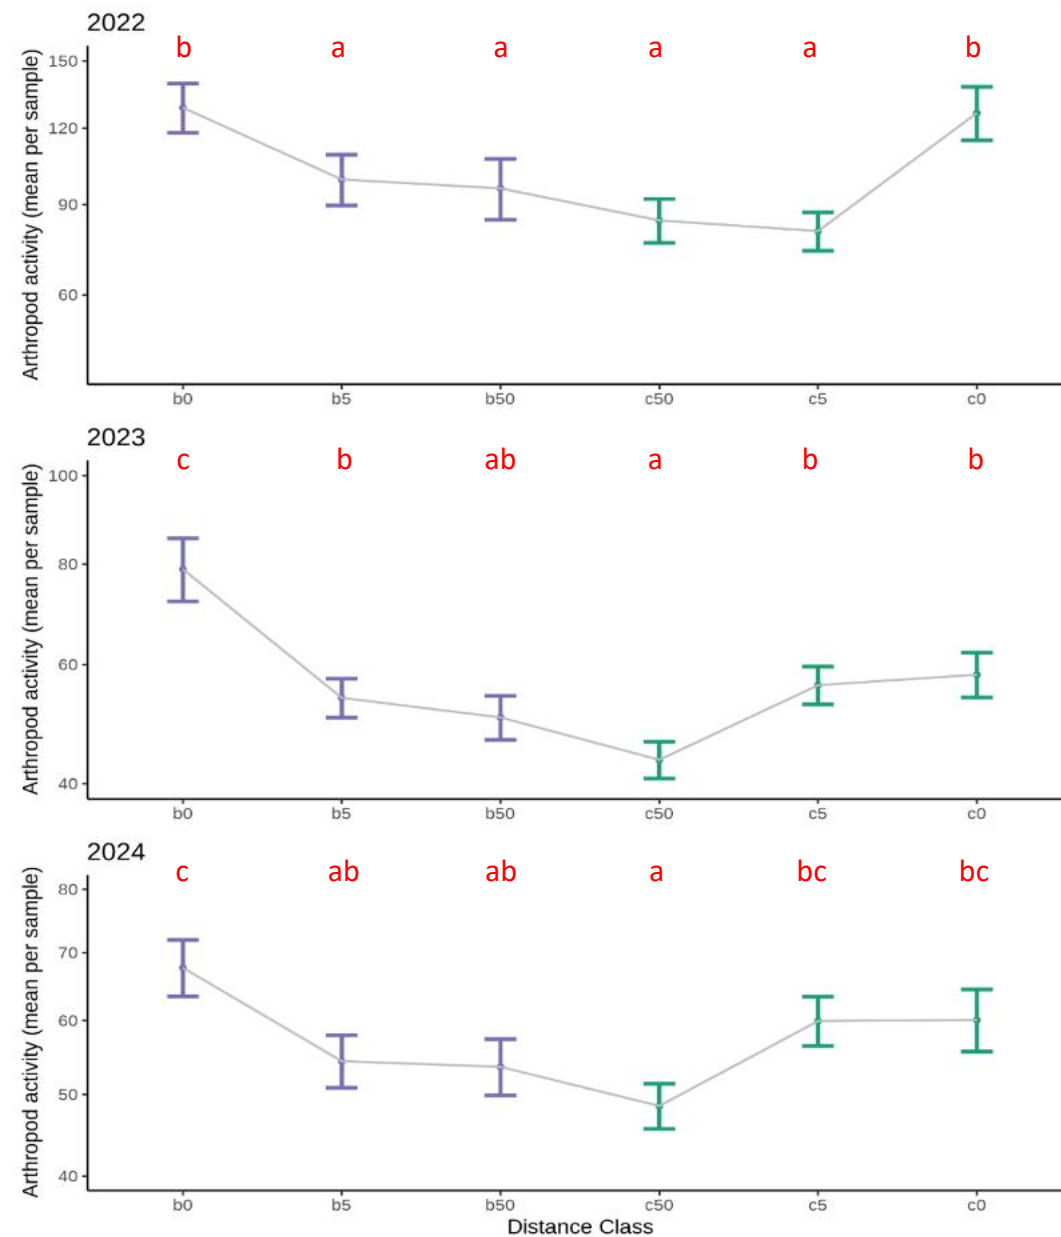 2022
b a a a a b
Arthropod activity (mean per sample)
150
120
90
60
b0 b5 b50 c50 c5 c0
2023
c b ab a b b
Arthropod activity (mean per sample)
100
80
60
40
b0 b5 b50 c50 c5 c0
2024
c ab ab a bc bc
Arthropod activity (mean per sample)
80
70
60
50
40
b0 b5 b50 c50 c5 c0
Distance Class